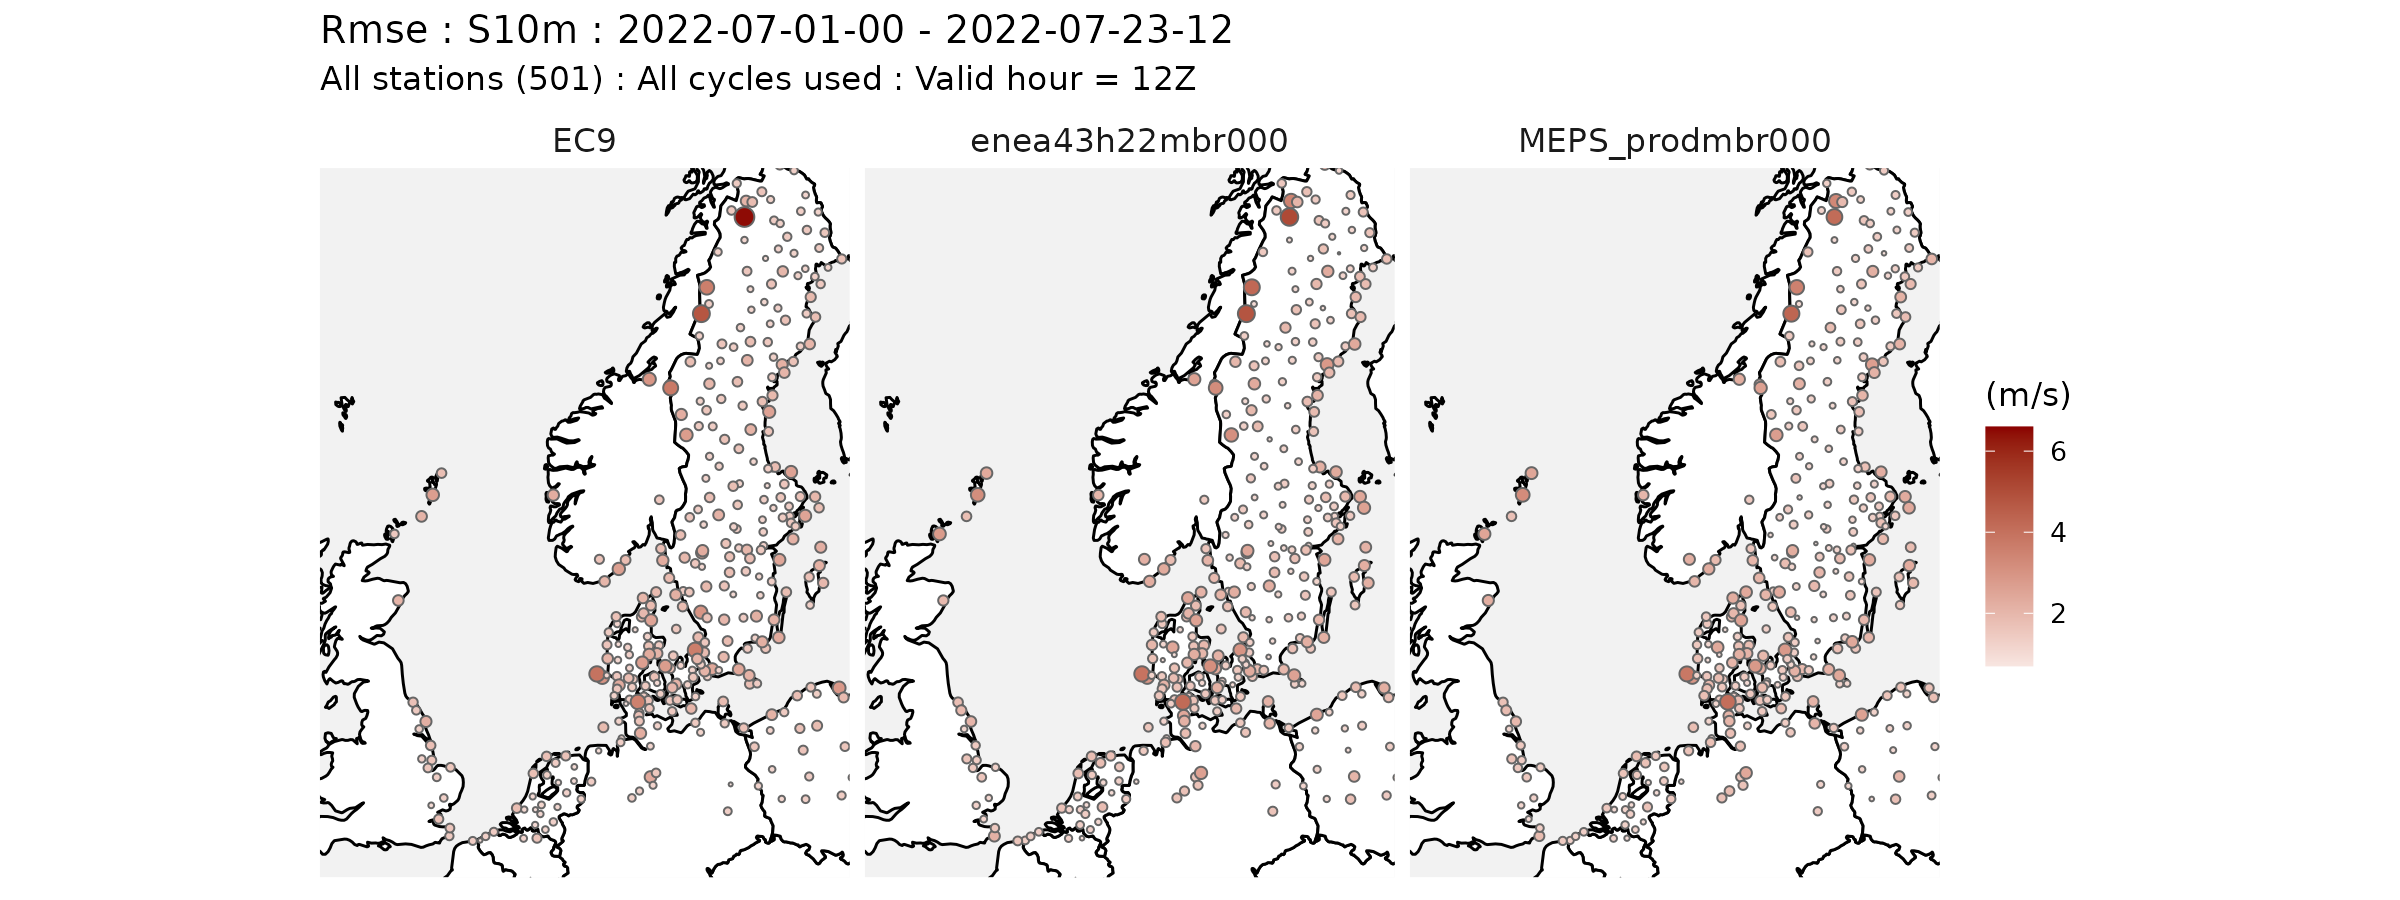 Rmse : S10m : 2022-07-01-00 - 2022-07-23-12
All stations (501) : All cycles used : Valid hour = 12Z
EC9
enea43h22mbr000
MEPS_prodmbr000
(m/s)
6
4
2